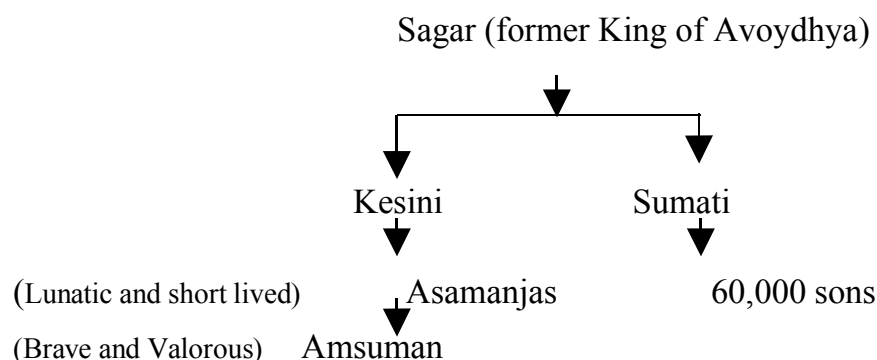 Sagar (former King of Avoydhya)
Kesini Sumati
(Lunatic and short lived) Asamanjas 60,000 sons
(Brave and Valorous) Amsuman